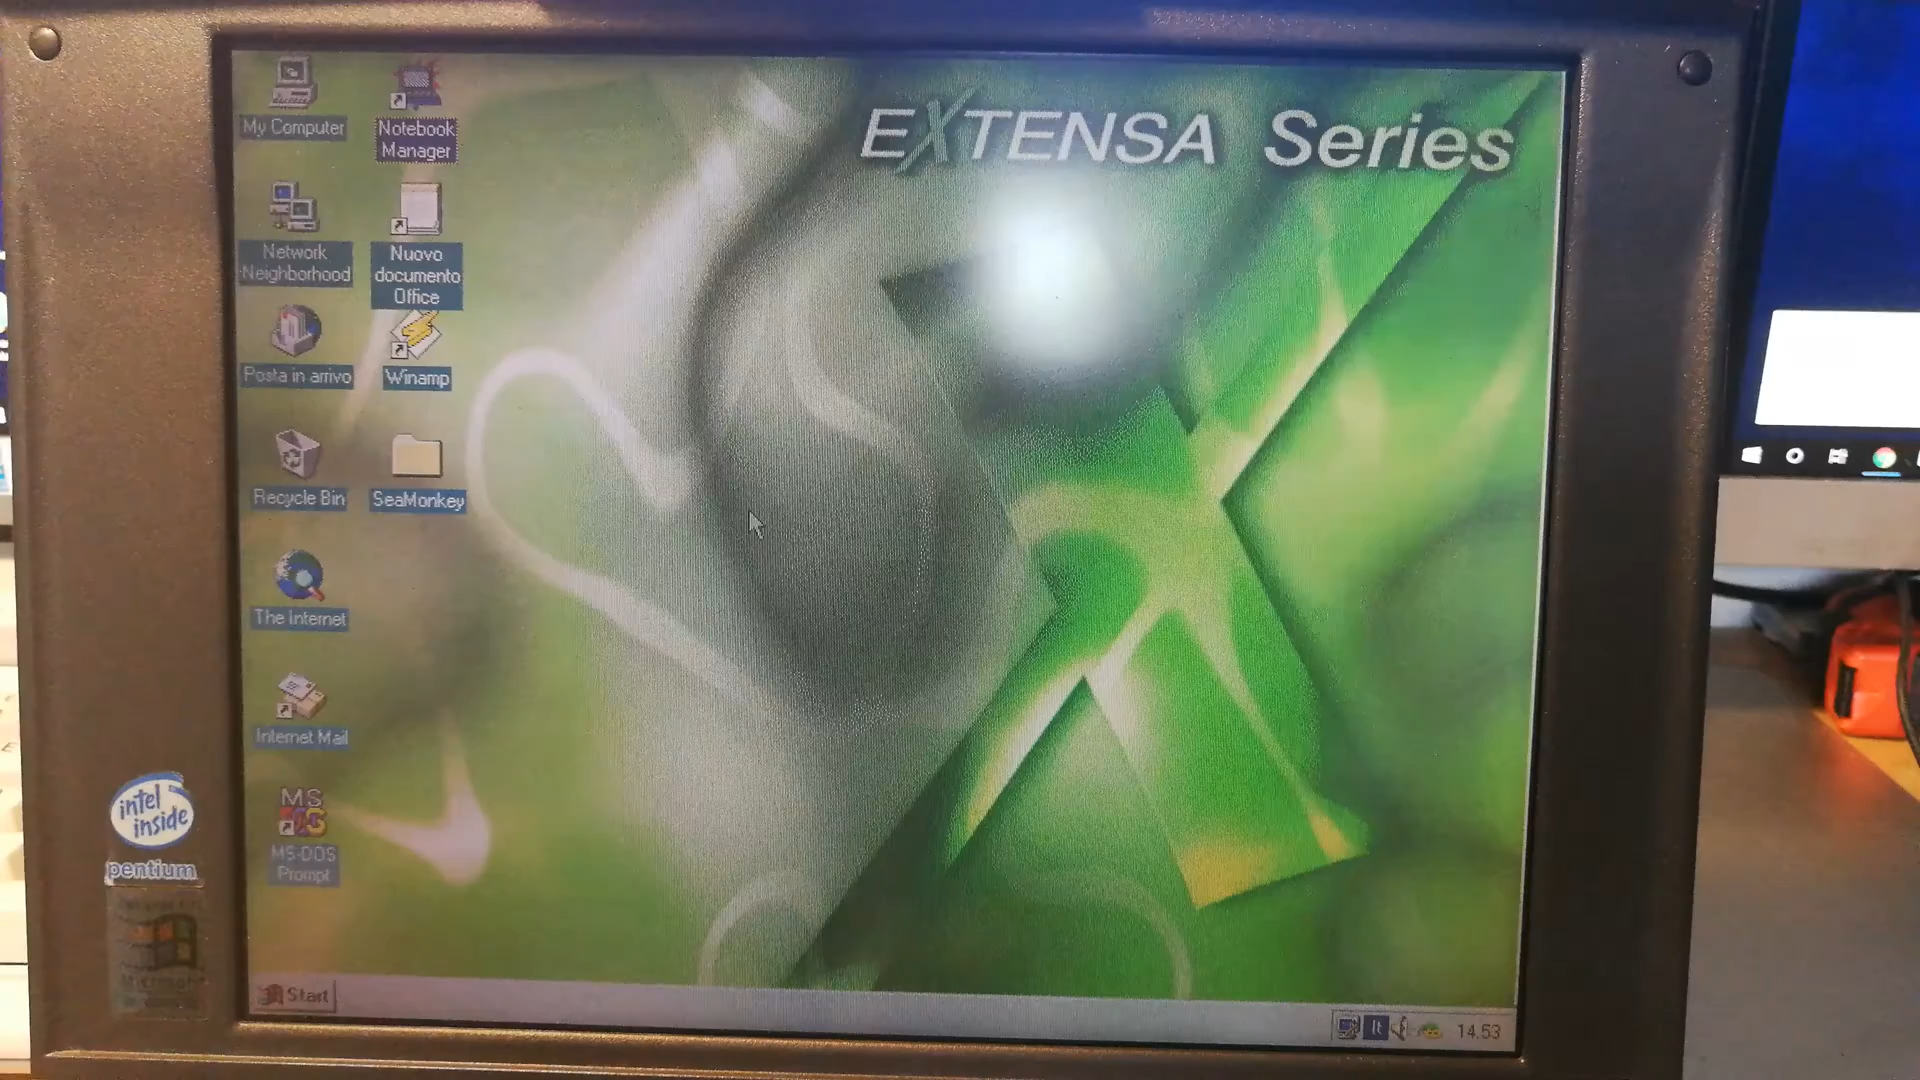 EXTENSA Series
My Computer
Notebook
Manager
Network
Neighborhood
Nuovo
documento
Office
Posta in arrivo
Winamp
Recycle Bin
SeaMonkey
The Internet
Internet Mail
MS
MS-DOS
Prompt
intel
inside
pentium
Microsoft
Start
It
14.53